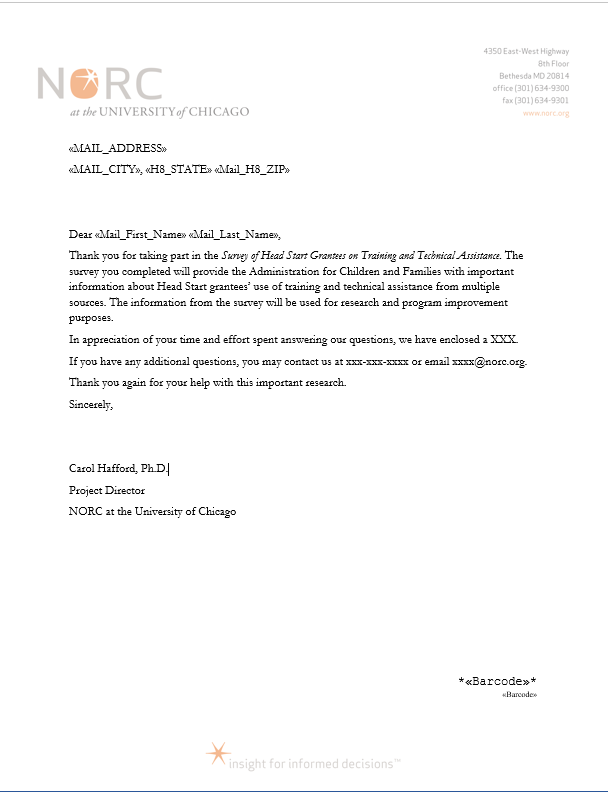 4350 East-West Highway
8th Floor
Bethesda MD 20814
office (301) 634-9300
fax (301) 634-9301
www.norc.org
NORC
at the UNIVERSITY of CHICAGO
«MAIL_ADDRESS»
«MAIL_CITY», «H8_STATE» «Mail_H8_ZIP»
Dear «Mail_First_Name» «Mail_Last_Name»,
Thank you for taking part in the Survey of Head Start Grantees on Training and Technical Assistance. The
survey you completed will provide the Administration for Children and Families with important
information about Head Start grantees' use of training and technical assistance from multiple
sources. The information from the survey will be used for research and program improvement
purposes.
In appreciation of your time and effort spent answering our questions, we have enclosed a XXX.
If you have any additional questions, you may contact us at xxx-xxx-xxxx or email xxxx@norc.org.
Thank you again for your help with this important research.
Sincerely,
Carol Hafford, Ph.D.
Project Director
NORC at the University of Chicago
*«Barcode»*
«Barcode»
insight for informed decisions™